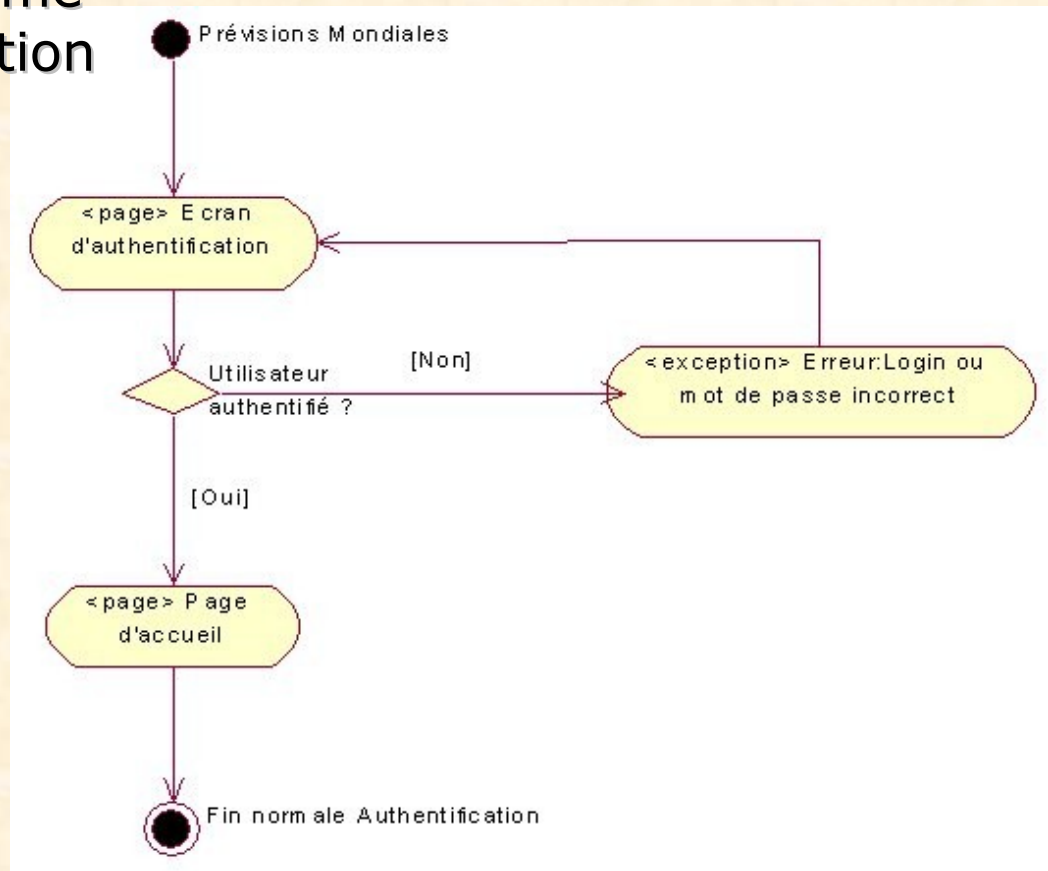 tion
Prévisions Mondiales
<page> Ecran
d'authentification
Utilisateur
authentifié ?
[Non]
<exception> Erreur:Login ou
mot de passe incorrect
[Oui]
<page> Page
d'accueil
Fin normale Authentification